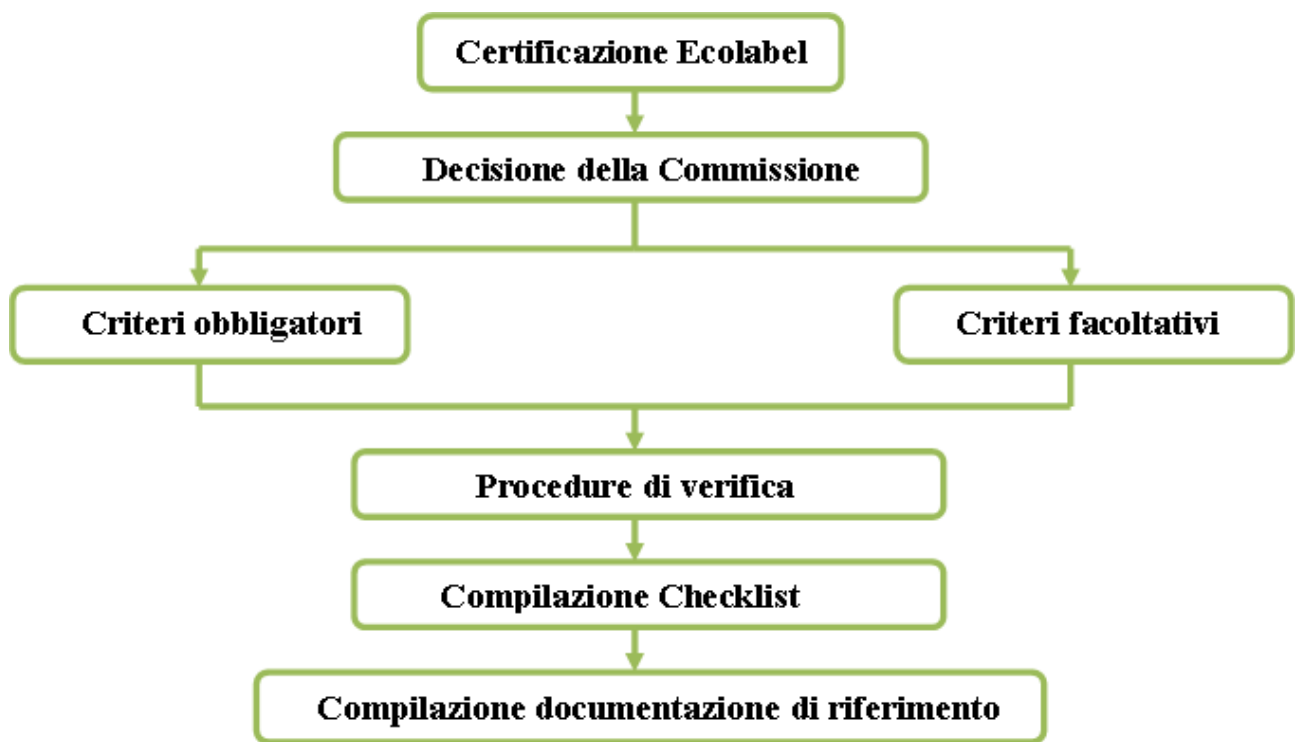 Certificazione Ecolabel
Decisione della Commissione
Criteri obbligatori
Criteri facoltativi
Procedure di verifica
Compilazione Checklist
Compilazione documentazione di riferimento